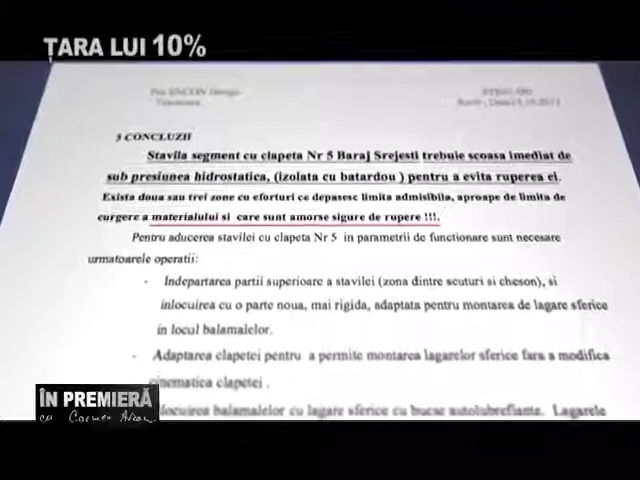 ȚARA LUI 10%
3 CONCLUZII
Stavila segment cu clapeta Nr 5 Baraj Srejesti trebuie scoasa imediat de
sub presiunea hidrostatica, (izolata cu batardou ) pentru a evita ruperea ei.
Exista doua sau trei zone cu eforturi ce depasesc limita admisibila, aproape de limita de
curgere a materialului si care sunt amorse sigure de rupere !!!.
Pentru aducerea stavilei cu clapeta Nr 5 in parametrii de functionare sunt necesare
urmatoarele operatii:
- Indepartarea partii superioare a stavilei (zona dintre scuturi si cheson), si
inlocuirea cu o parte noua, mai rigida, adaptata pentru montarea de lagare sferice
in locul balamalelor.
- Adaptarea clapetei pentru a permite montarea lagarelor sferice fara a modifica
cinematica clapetei .
inlocuirea balamalelor cu lagare sferice cu bucse autolubrefiante. Lagarele
ÎN PREMIERĂ
cu Carmen Avram